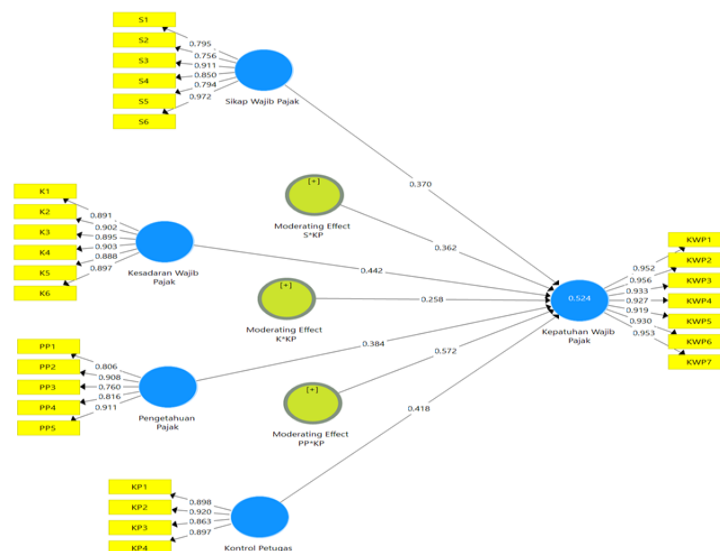 S1
S2
S3
S4
S5
S6
0.795
0.756
0.911
0.850
0.794
0.972
Sikap Wajib Pajak
0.370
[+]
Moderating Effect
S*KP
0.362
K1
K2
K3
K4
K5
K6
0.891
0.902
0.895
0.903
0.888
0.897
Kesadaran Wajib
Pajak
0.442
[+]
Moderating Effect
K*KP
0.258
PP1
PP2
PP3
PP4
PP5
0.806
0.908
0.760
0.816
0.911
Pengetahuan
Pajak
0.384
[+]
Moderating Effect
PP*KP
0.572
KP1
KP2
KP3
KP4
0.898
0.920
0.863
0.897
Kontrol Petugas
0.418
0.524
Kepatuhan Wajib
Pajak
0.952
0.956
0.933
0.927
0.919
0.930
0.953
KWP1
KWP2
KWP3
KWP4
KWP5
KWP6
KWP7